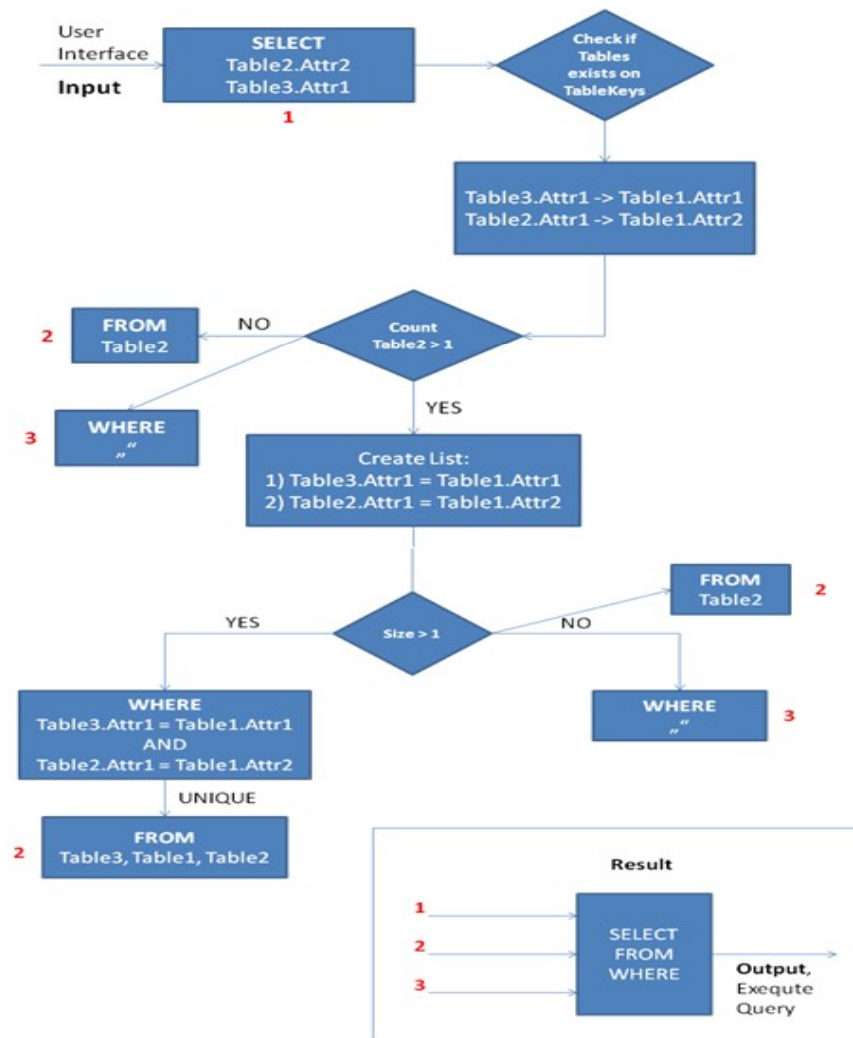 User
Interface
Input
SELECT
Table2.Attr2
Table3.Attr1
1
Check if
Tables
exists on
TableKeys
Table3.Attr1 -> Table1.Attr1
Table2.Attr1 -> Table1.Attr2
Count
Table2 > 1
NO
2
FROM
Table2
3
WHERE
„“
YES
Create List:
1) Table3.Attr1 = Table1.Attr1
2) Table2.Attr1 = Table1.Attr2
Size > 1
YES
NO
FROM
Table2
2
WHERE
„“
3
WHERE
Table3.Attr1 = Table1.Attr1
AND
Table2.Attr1 = Table1.Attr2
UNIQUE
2
FROM
Table3, Table1, Table2
Result
1
2
3
SELECT
FROM
WHERE
Output,
Exequte
Query